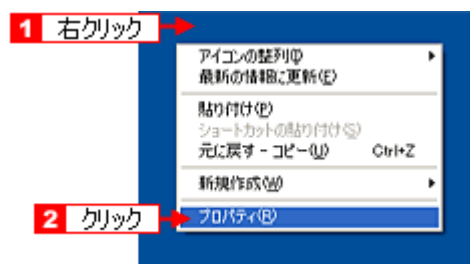 1 右クリック
アイコンの整列(I)
最新の情報に更新(E)
貼り付け(P)
ショートカットの貼り付け(S)
元に戻す - コピー(U) Ctrl+Z
新規作成(W)
2 クリック
プロパティ(R)